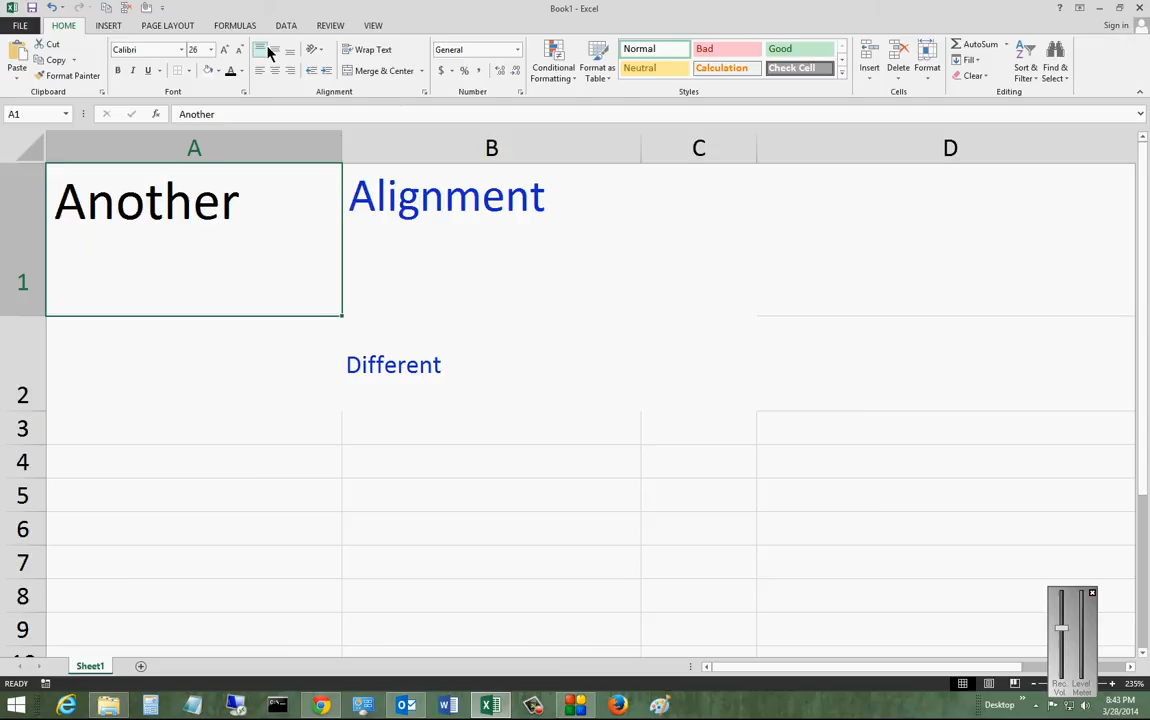 Book1 - Excel
FILE HOME INSERT PAGE LAYOUT FORMULAS DATA REVIEW VIEW Sign in
Cut
Copy
Format Painter
Paste
Clipboard
Calibri 26
B I U A
Font
Wrap Text
Merge & Center
Alignment
General
$ %
Number
Conditional
Formatting
Format as
Table
Normal Bad Good
Neutral Calculation Check Cell
Styles
Insert Delete Format
Cells
AutoSum
Fill
Clear
Sort &
Filter
Find &
Select
Editing
A1 fx Another
A B C D
1 Another Alignment
2 Different
3
4
5
6
7
8
9
Sheet1
Rec.
Vol.
Level
Meter
READY 235%
Desktop
8:43 PM
3/28/2014